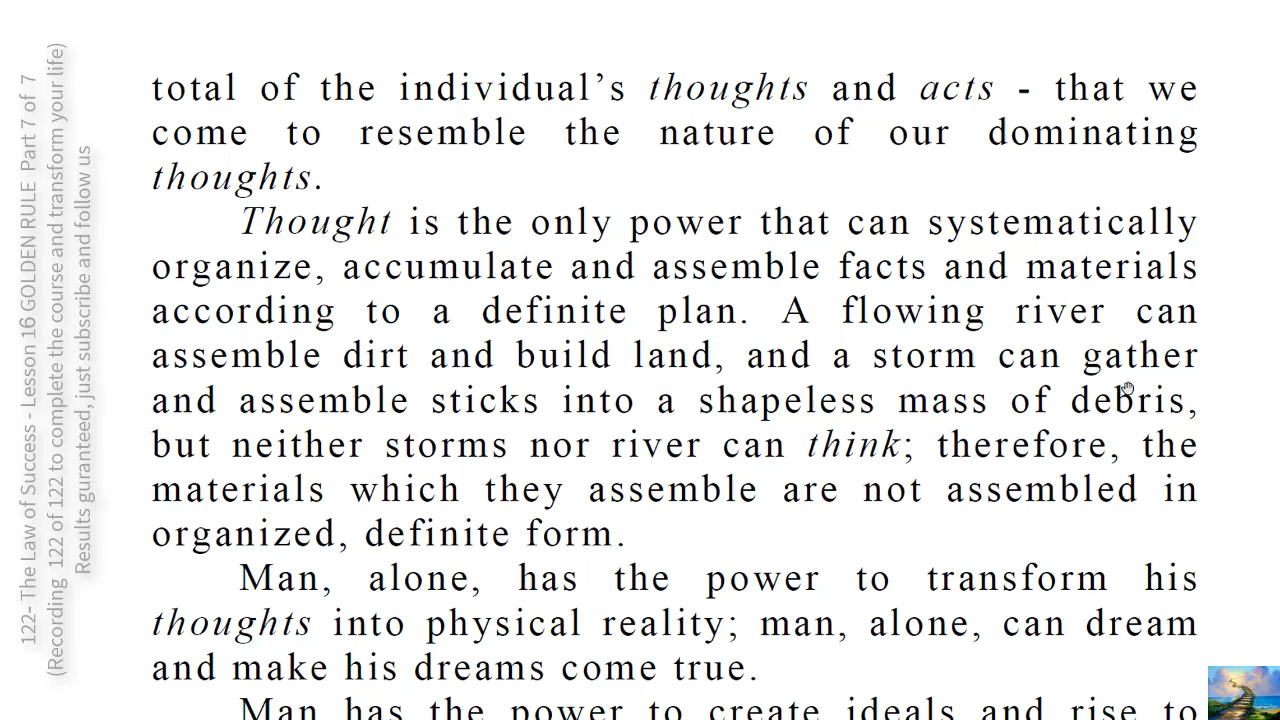 122- The Law of Success - Lesson 16 GOLDEN RULE Part 7 of 7
(Recording 122 of 122 to complete the course and transform your life)
Results guranteed, just subscribe and follow us
total of the individual’s thoughts and acts - that we
come to resemble the nature of our dominating
thoughts.
Thought is the only power that can systematically
organize, accumulate and assemble facts and materials
according to a definite plan. A flowing river can
assemble dirt and build land, and a storm can gather
and assemble sticks into a shapeless mass of debris,
but neither storms nor river can think; therefore, the
materials which they assemble are not assembled in
organized, definite form.
Man, alone, has the power to transform his
thoughts into physical reality; man, alone, can dream
and make his dreams come true.
Man has the power to create ideals and rise to